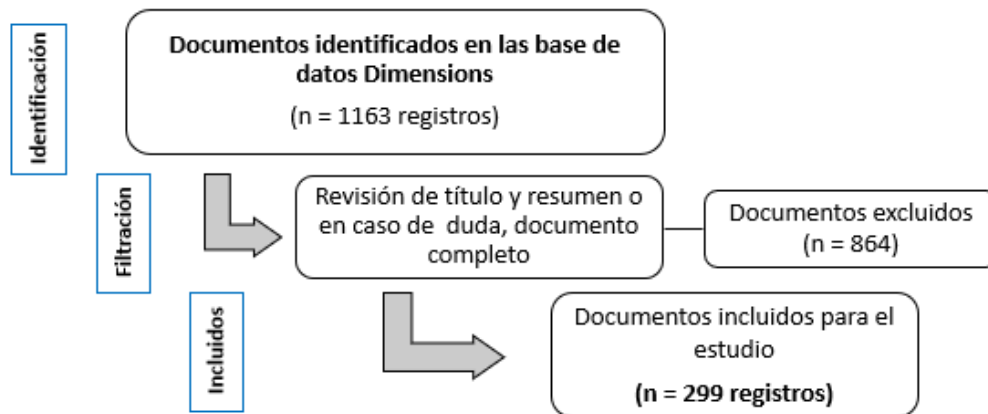 Identificación
Documentos identificados en las base de
datos Dimensions
(n = 1163 registros)
Filtración
Revisión de título y resumen o
en caso de duda, documento
completo
Documentos excluidos
(n = 864)
Incluidos
Documentos incluidos para el
estudio
(n = 299 registros)